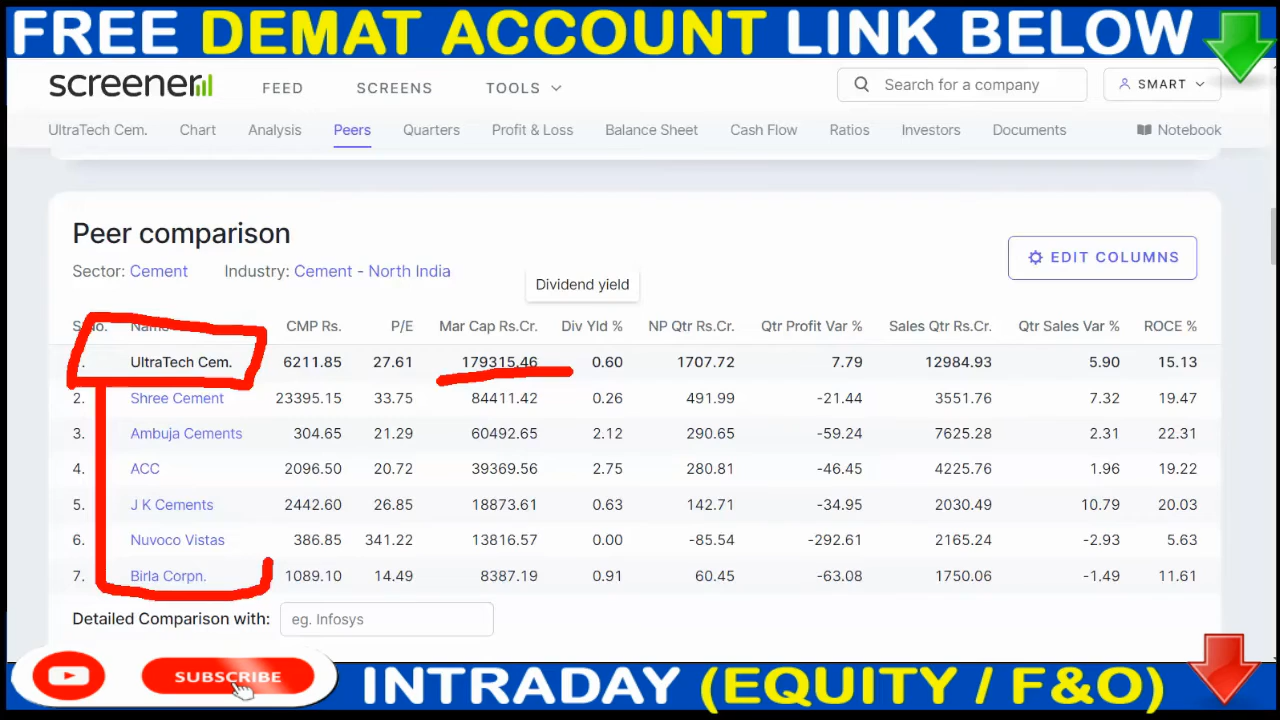 FREE DEMAT ACCOUNT LINK BELOW
screener FEED SCREENS TOOLS Search for a company SMART
UltraTech Cem. Chart Analysis Peers Quarters Profit & Loss Balance Sheet Cash Flow Ratios Investors Documents Notebook
Peer comparison
EDIT COLUMNS
Sector: Cement Industry: Cement - North India
Dividend yield
S.No. Name CMP Rs. P/E Mar Cap Rs.Cr. Div Yld % NP Qtr Rs.Cr. Qtr Profit Var % Sales Qtr Rs.Cr. Qtr Sales Var % ROCE %
UltraTech Cem. 6211.85 27.61 179315.46 0.60 1707.72 7.79 12984.93 5.90 15.13
2. Shree Cement 23395.15 33.75 84411.42 0.26 491.99 -21.44 3551.76 7.32 19.47
3. Ambuja Cements 304.65 21.29 60492.65 2.12 290.65 -59.24 7625.28 2.31 22.31
4. ACC 2096.50 20.72 39369.56 2.75 280.81 -46.45 4225.76 1.96 19.22
5. J K Cements 2442.60 26.85 18873.61 0.63 142.71 -34.95 2030.49 10.79 20.03
6. Nuvoco Vistas 386.85 341.22 13816.57 0.00 -85.54 -292.61 2165.24 -2.93 5.63
7. Birla Corpn. 1089.10 14.49 8387.19 0.91 60.45 -63.08 1750.06 -1.49 11.61
Detailed Comparison with: eg. Infosys
SUBSCRIBE
INTRADAY (EQUITY / F&O)